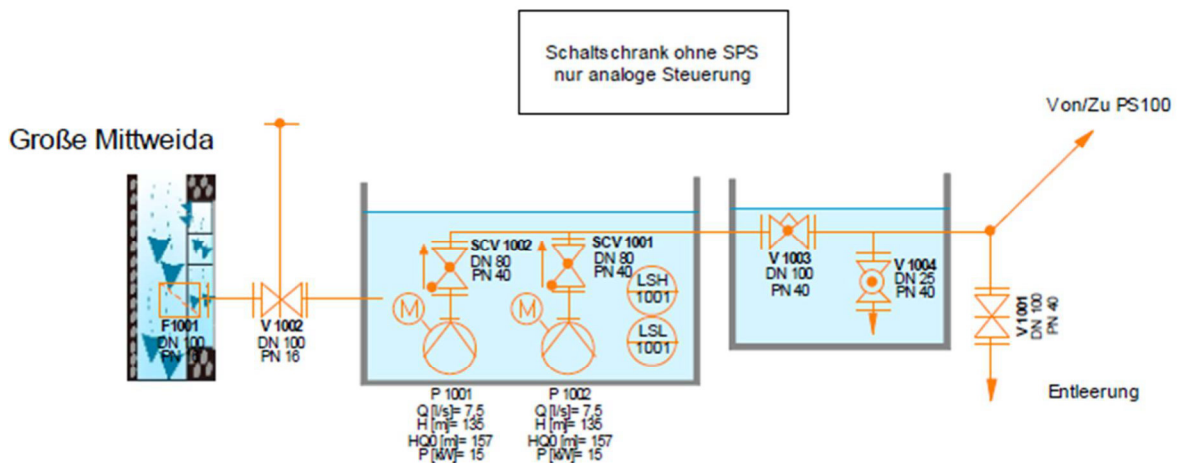 Schaltschrank ohne SPS
nur analoge Steuerung
Von/Zu PS100
Große Mittweida
SCV 1002
DN 80
PN 40
SCV 1001
DN 80
PN 40
LSH
1001
LSL
1001
M
M
V 1003
DN 100
PN 40
V 1004
DN 25
PN 40
V 1001
DN 100
PN 40
F1001
DN 100
PN
V 1002
DN 100
PN 16
Entleerung
P 1001
Q [l/s]= 7,5
H [m]= 135
HQ0 [m]= 157
P [kW]= 15
P 1002
Q [l/s]= 7,5
H [m]= 135
HQ0 [m]= 157
P [kW]= 15